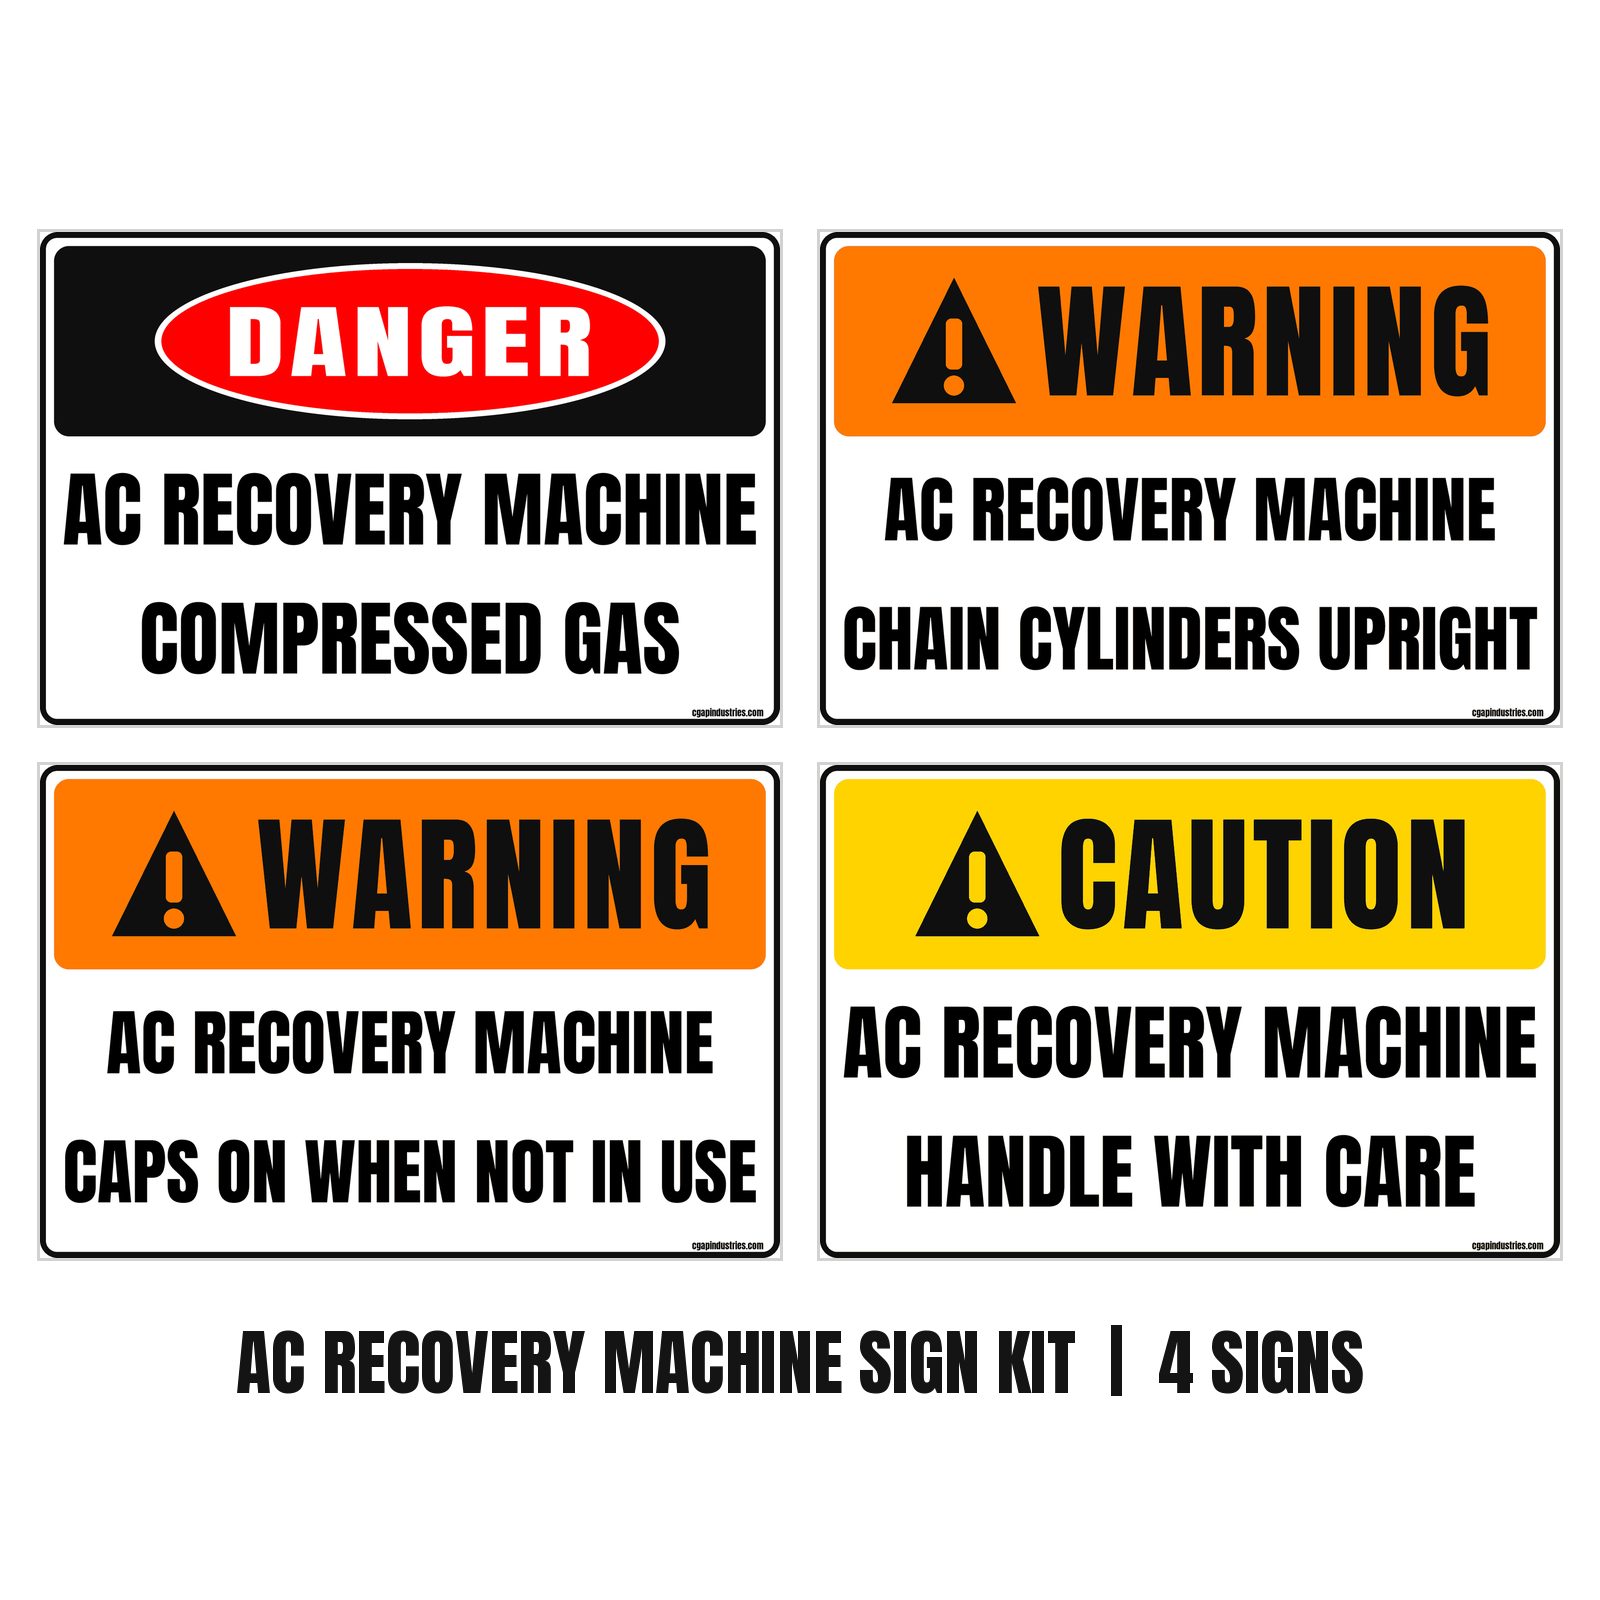 DANGER
AC RECOVERY MACHINE
COMPRESSED GAS
cgapindustries.com
WARNING
AC RECOVERY MACHINE
CHAIN CYLINDERS UPRIGHT
cgapindustries.com
WARNING
AC RECOVERY MACHINE
CAPS ON WHEN NOT IN USE
cgapindustries.com
CAUTION
AC RECOVERY MACHINE
HANDLE WITH CARE
cgapindustries.com
AC RECOVERY MACHINE SIGN KIT | 4 SIGNS